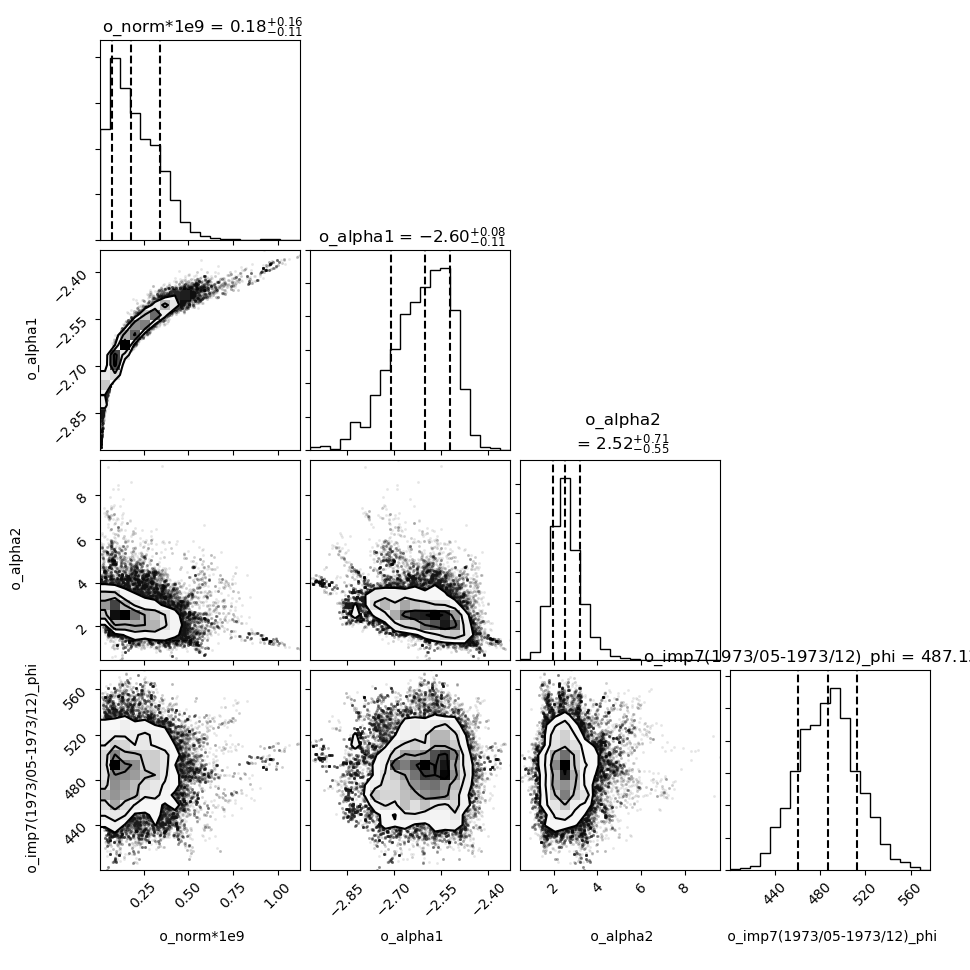 o_norm*1e9 = 0.18+0.16−0.11
o_alpha1 = −2.60+0.08−0.11
−2.40
−2.55
−2.70
−2.85
o_alpha1
o_alpha2
= 2.52+0.71−0.55
8
6
4
2
o_alpha2
o_imp7(1973/05-1973/12)_phi = 487.1
560
520
480
440
o_imp7(1973/05-1973/12)_phi
0.25
0.50
0.75
1.00
o_norm*1e9
−2.85
−2.70
−2.55
−2.40
o_alpha1
2
4
6
8
o_alpha2
440
480
520
560
o_imp7(1973/05-1973/12)_phi